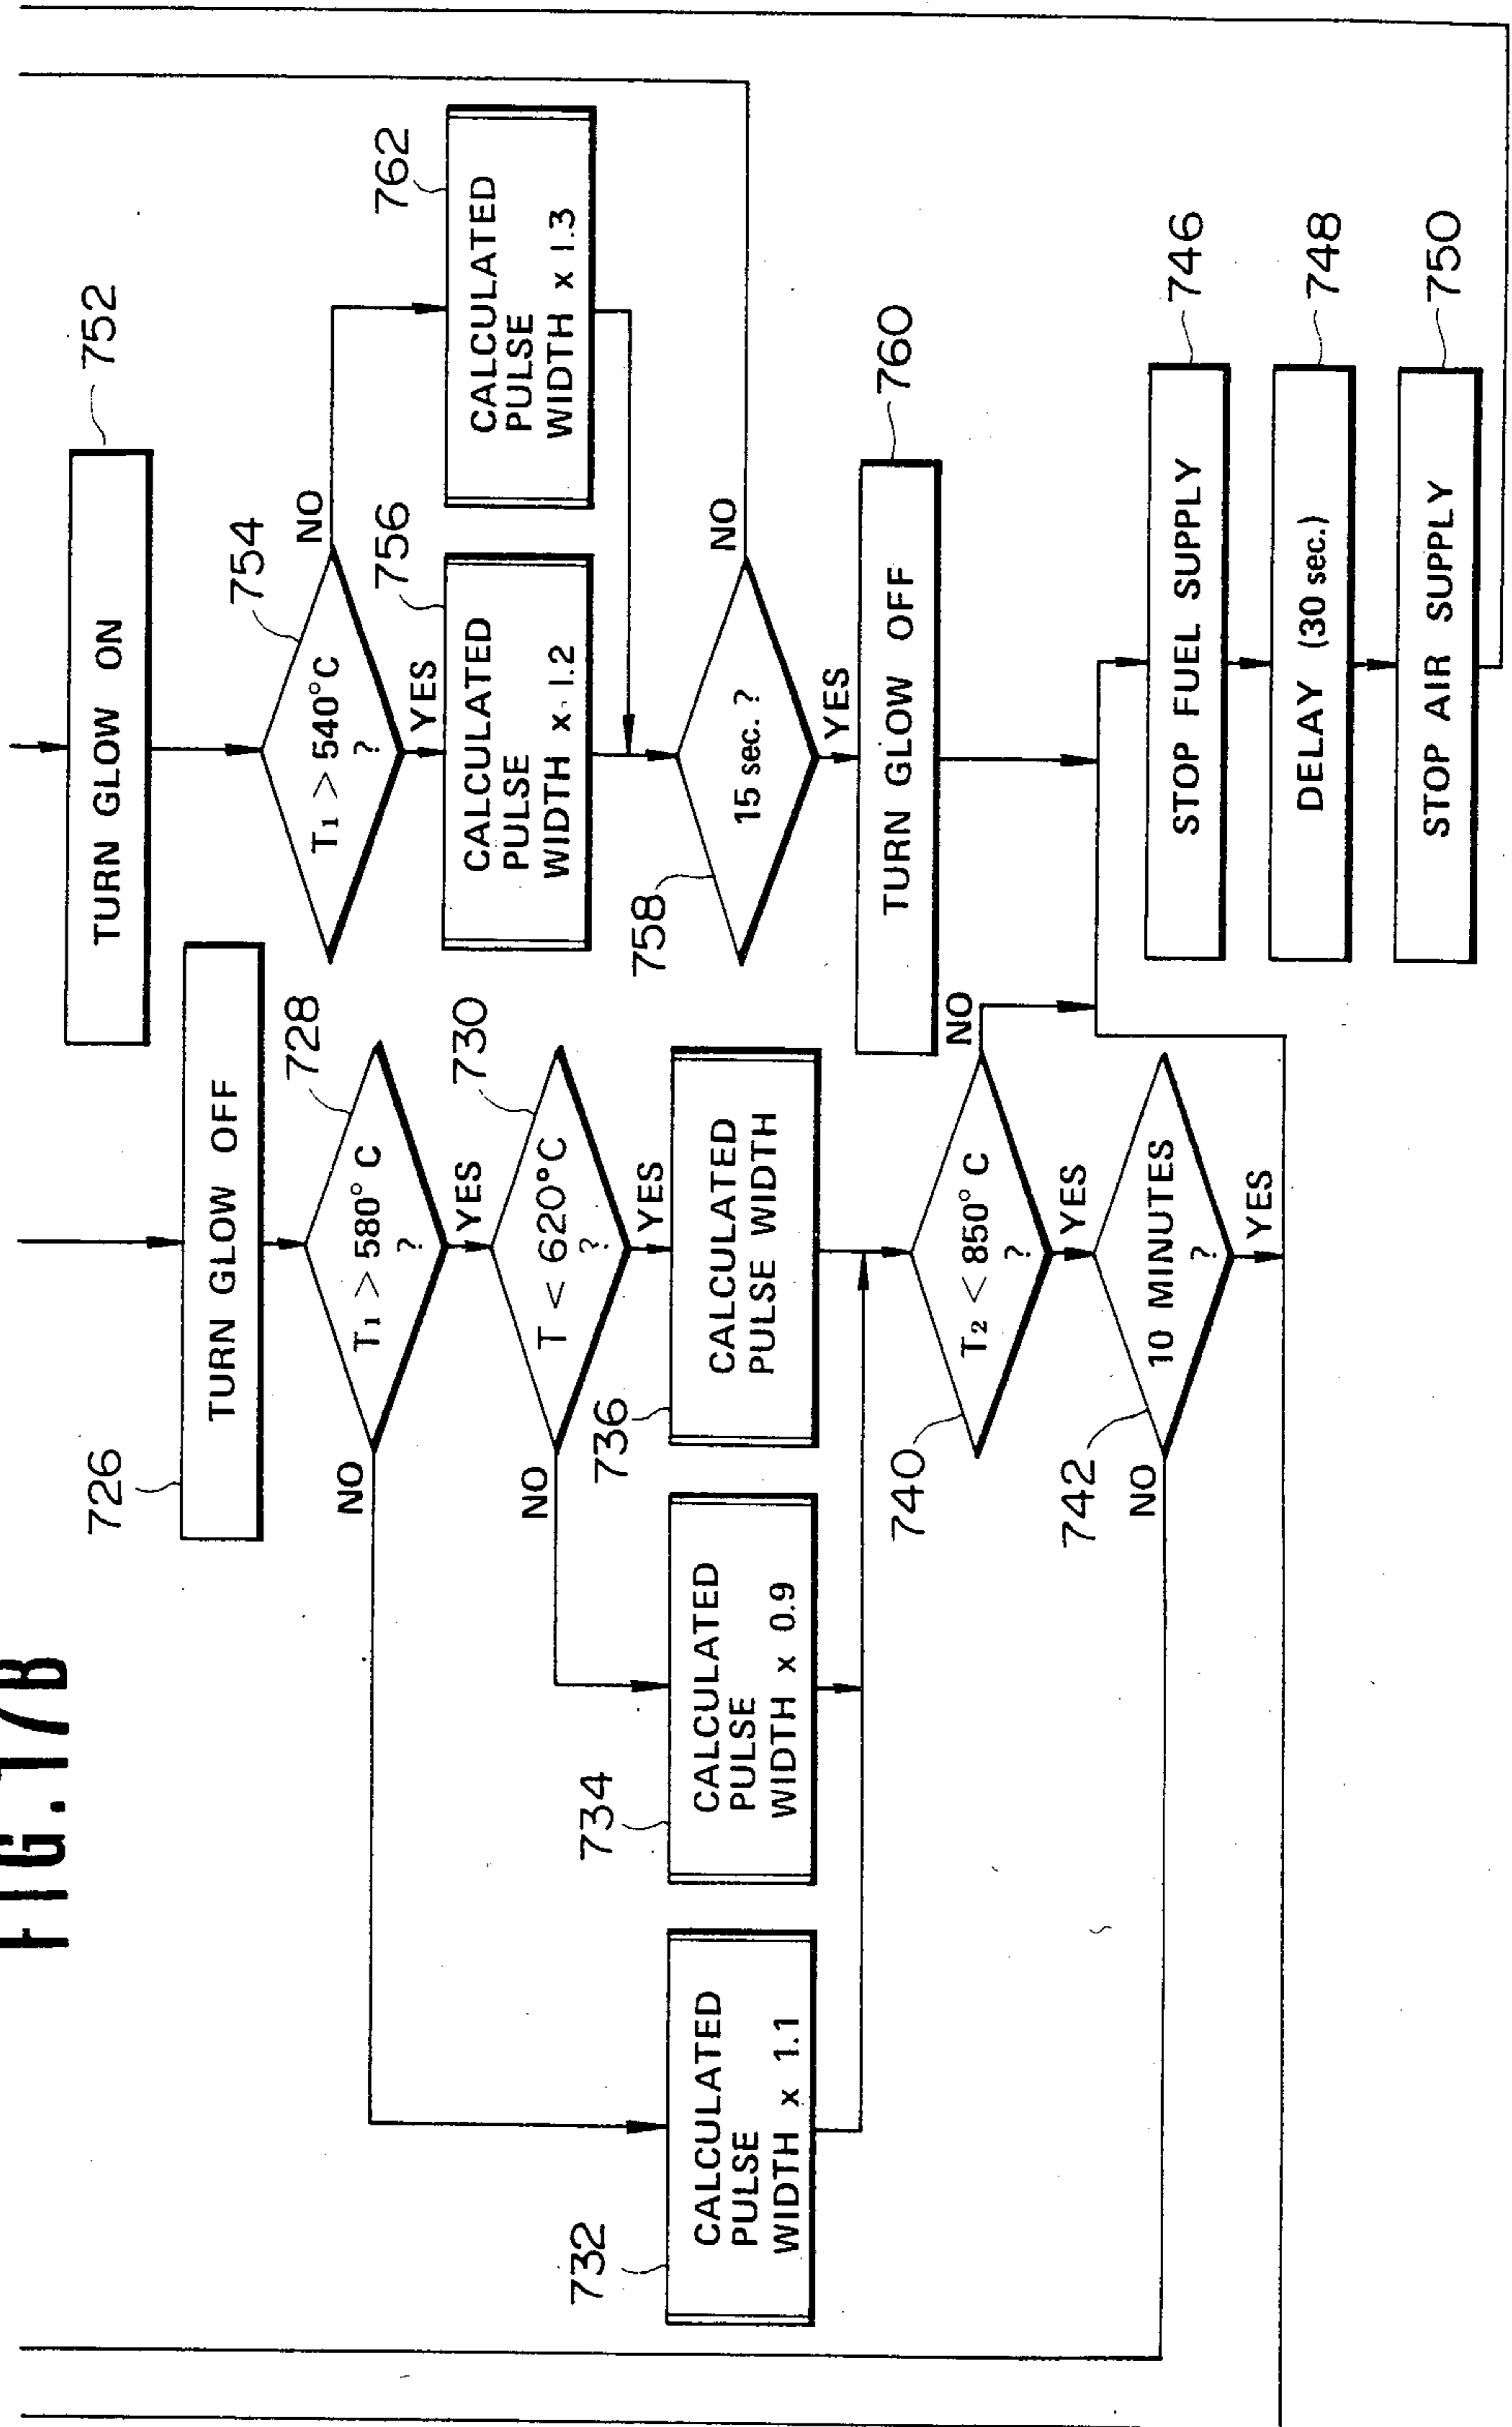 FIG.17B
726
TURN GLOW OFF
728
T1 > 580° C
?
NO
YES
730
T < 620°C
?
NO
YES
732
CALCULATED
PULSE
WIDTH x 1.1
734
CALCULATED
PULSE
WIDTH x 0.9
736
CALCULATED
PULSE WIDTH
740
T2 < 850° C
?
NO
YES
742
10 MINUTES
?
NO
YES
752
TURN GLOW ON
754
T1 > 540°C
?
NO
YES
756
CALCULATED
PULSE
WIDTH x 1.2
762
CALCULATED
PULSE
WIDTH x 1.3
758
15 sec. ?
NO
YES
760
TURN GLOW OFF
746
STOP FUEL SUPPLY
748
DELAY (30 sec.)
750
STOP AIR SUPPLY